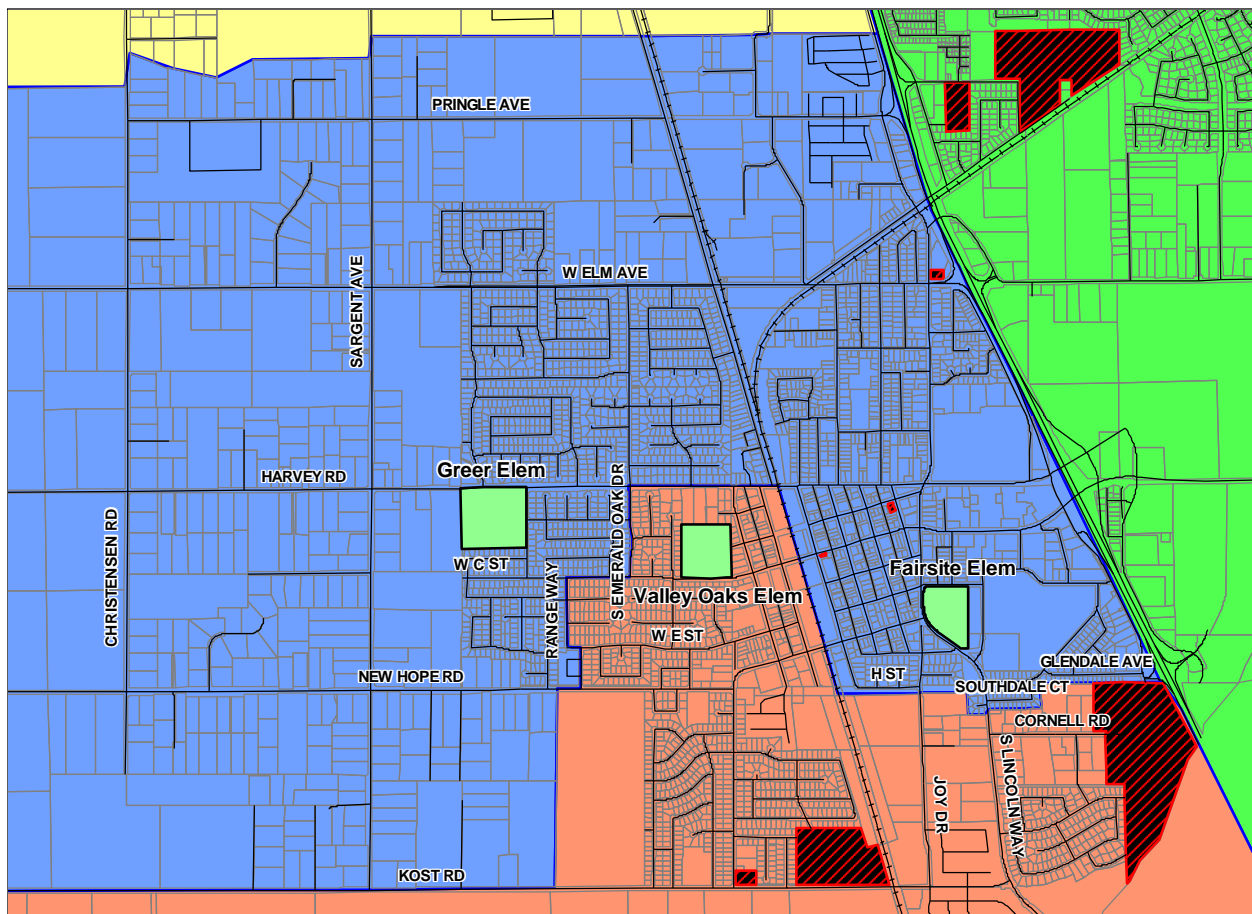 PRINGLE AVE
W ELM AVE
SARGENT AVE
Greer Elem
HARVEY RD
S EMERALD OAK DR
CHRISTENSEN RD
W C ST
Fairsite Elem
RANGE WAY
Valley Oaks Elem
W E ST
GLENDALE AVE
NEW HOPE RD
H ST
SOUTHDALE CT
CORNELL RD
S LINCOLN WAY
JOY DR
KOST RD